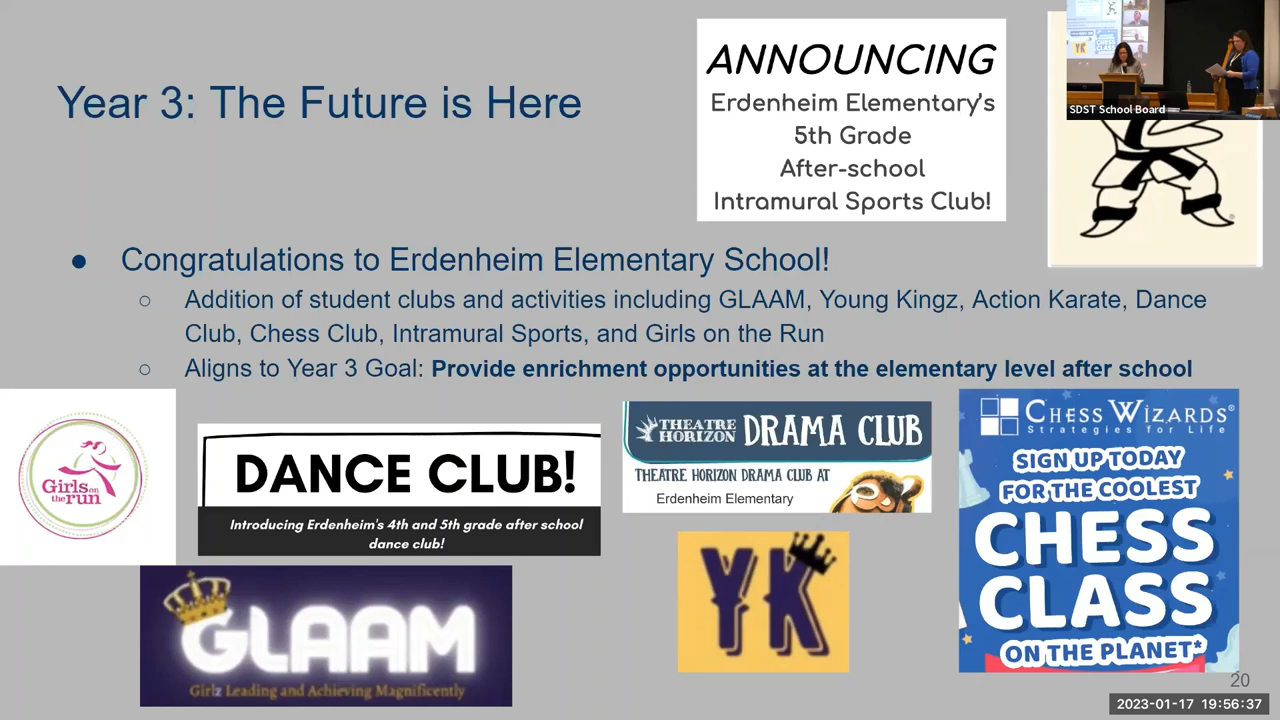 Year 3: The Future is Here
ANNOUNCING
Erdenheim Elementary's
5th Grade
After-school
Intramural Sports Club!
SDST School Board
● Congratulations to Erdenheim Elementary School!
○ Addition of student clubs and activities including GLAAM, Young Kingz, Action Karate, Dance
Club, Chess Club, Intramural Sports, and Girls on the Run
○ Aligns to Year 3 Goal: Provide enrichment opportunities at the elementary level after school
Girls on
the run
DANCE CLUB!
Introducing Erdenheim's 4th and 5th grade after school
dance club!
THEATRE
HORIZON DRAMA CLUB
THEATRE HORIZON DRAMA CLUB AT
Erdenheim Elementary
CHESS WIZARDS®
Strategies for Life
SIGN UP TODAY
FOR THE COOLEST
CHESS
CLASS
ON THE PLANET*
GLAAM
Girlz Leading and Achieving Magnificently
YK
20
2023-01-17 19:56:37